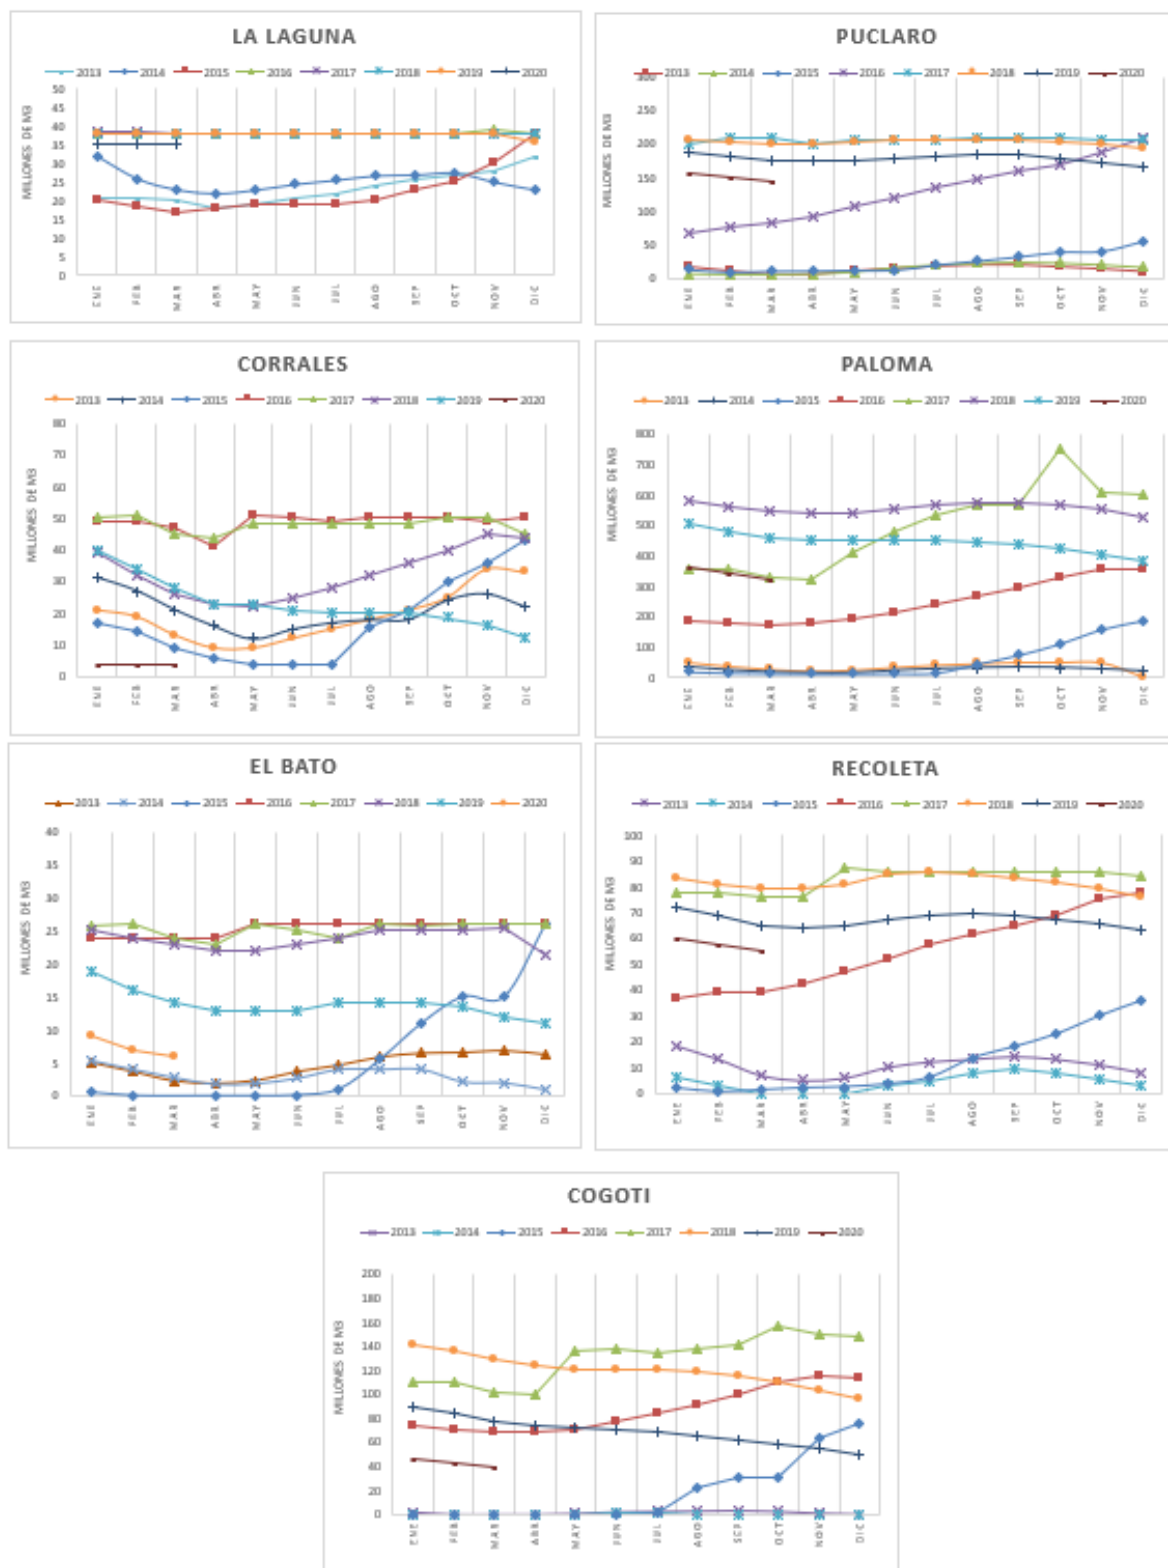 LA LAGUNA
2013 2014 2015 2016 2017 2018 2019 2020
MILLONES DE M3
50
45
40
35
30
25
20
15
10
5
0
ENE FEB MAR ABR MAY JUN JUL AGO SEP OCT NOV DIC
PUCLARO
2013 2014 2015 2016 2017 2018 2019 2020
MILLONES DE M3
300
250
200
150
100
50
0
ENE FEB MAR ABR MAY JUN JUL AGO SEP OCT NOV DIC
CORRALES
2013 2014 2015 2016 2017 2018 2019 2020
MILLONES DE M3
80
70
60
50
40
30
20
10
0
ENE FEB MAR ABR MAY JUN JUL AGO SEP OCT NOV DIC
PALOMA
2013 2014 2015 2016 2017 2018 2019 2020
MILLONES DE M3
800
700
600
500
400
300
200
100
0
ENE FEB MAR ABR MAY JUN JUL AGO SEP OCT NOV DIC
EL BATO
2013 2014 2015 2016 2017 2018 2019 2020
MILLONES DE M3
40
35
30
25
20
15
10
5
0
ENE FEB MAR ABR MAY JUN JUL AGO SEP OCT NOV DIC
RECOLETA
2013 2014 2015 2016 2017 2018 2019 2020
MILLONES DE M3
100
90
80
70
60
50
40
30
20
10
0
ENE FEB MAR ABR MAY JUN JUL AGO SEP OCT NOV DIC
COGOTI
2013 2014 2015 2016 2017 2018 2019 2020
MILLONES DE M3
200
180
160
140
120
100
80
60
40
20
0
ENE FEB MAR ABR MAY JUN JUL AGO SEP OCT NOV DIC